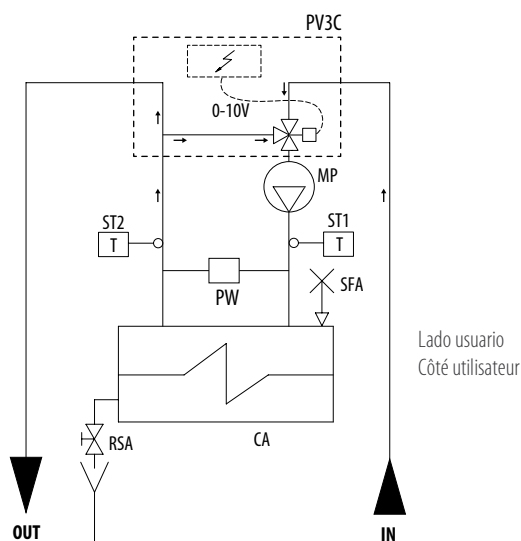 PV3C
0-10V
MP
ST2
T
ST1
T
PW
SFA
Lado usuario
Côté utilisateur
RSA
CA
OUT
IN